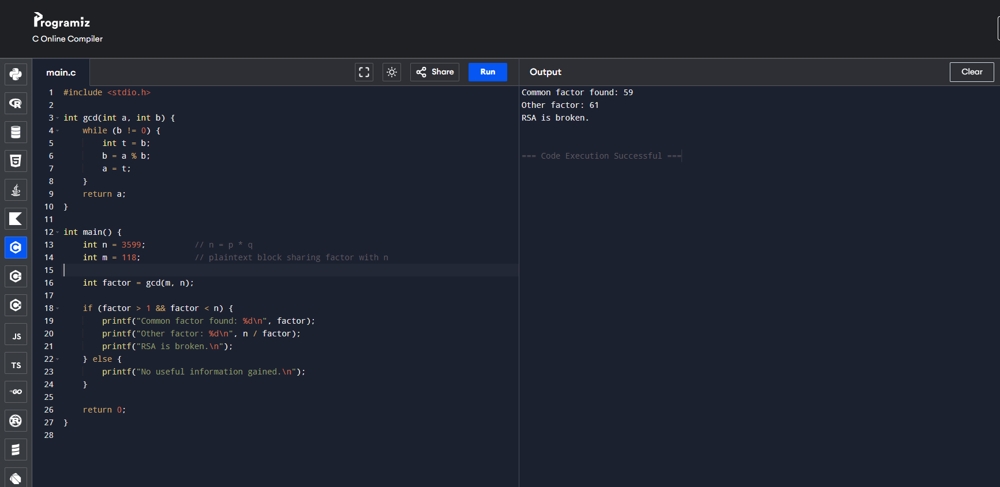 Programiz
C Online Compiler
main.c
Share
Run
Output
Clear
1 #include <stdio.h>
2
3 int gcd(int a, int b) {
4     while (b != 0) {
5         int t = b;
6         b = a % b;
7         a = t;
8     }
9     return a;
10 }
11
12 int main() {
13     int n = 3599;          // n = p * q
14     int m = 118;           // plaintext block sharing factor with n
15
16     int factor = gcd(m, n);
17
18     if (factor > 1 && factor < n) {
19         printf("Common factor found: %d\n", factor);
20         printf("Other factor: %d\n", n / factor);
21         printf("RSA is broken.\n");
22     } else {
23         printf("No useful information gained.\n");
24     }
25
26     return 0;
27 }
28
Common factor found: 59
Other factor: 61
RSA is broken.
=== Code Execution Successful ===
JS
TS
GO